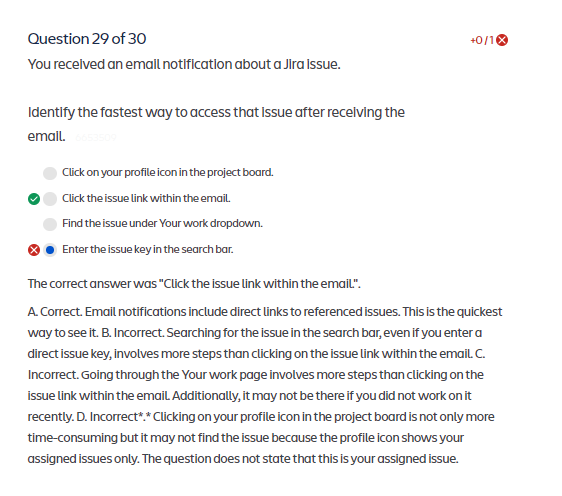 Question 29 of 30
+0/1
You received an email notification about a Jira issue.
Identify the fastest way to access that issue after receiving the
email.
Click on your profile icon in the project board.
Click the issue link within the email.
Find the issue under Your work dropdown.
Enter the issue key in the search bar.
The correct answer was "Click the issue link within the email.".
A. Correct. Email notifications include direct links to referenced issues. This is the quickest
way to see it. B. Incorrect. Searching for the issue in the search bar, even if you enter a
direct issue key, involves more steps than clicking on the issue link within the email. C.
Incorrect. Going through the Your work page involves more steps than clicking on the
issue link within the email. Additionally, it may not be there if you did not work on it
recently. D. Incorrect*.* Clicking on your profile icon in the project board is not only more
time-consuming but it may not find the issue because the profile icon shows your
assigned issues only. The question does not state that this is your assigned issue.